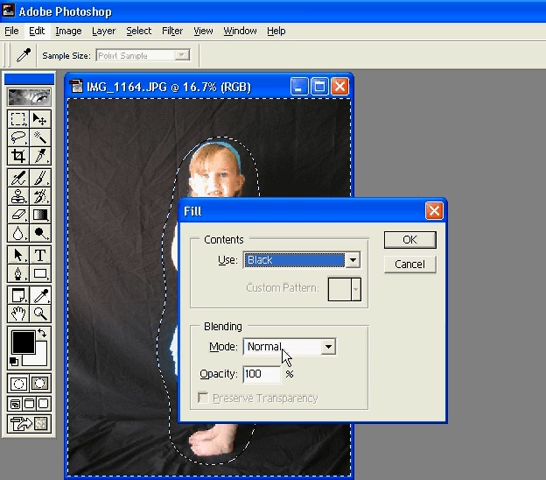 Adobe Photoshop
File Edit Image Layer Select Filter View Window Help
Sample Size: Point Sample
IMG_1164.JPG @ 16.7% (RGB)
Fill
Contents
Use: Black
Custom Pattern:
OK
Cancel
Blending
Mode: Normal
Opacity: 100 %
Preserve Transparency
T